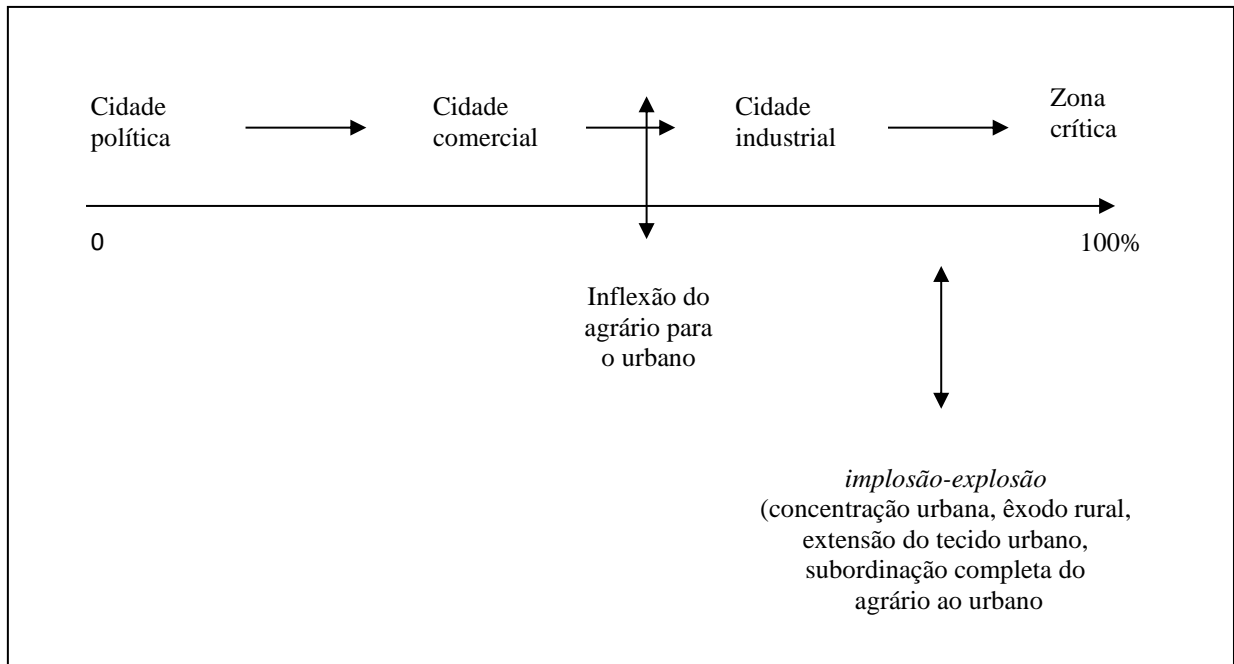 Cidade
política
Cidade
comercial
Cidade
industrial
Zona
crítica
0
100%
Inflexão do
agrário para
o urbano
implosão-explosão
(concentração urbana, êxodo rural,
extensão do tecido urbano,
subordinação completa do
agrário ao urbano